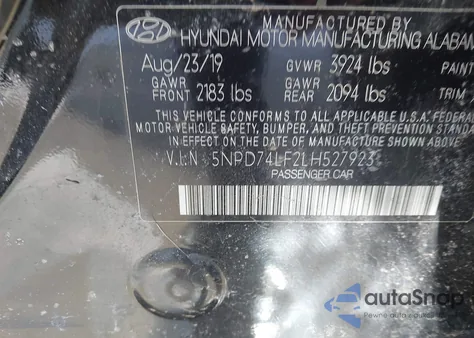 MANUFACTURED BY
HYUNDAI MOTOR MANUFACTURING ALABAM
Aug/23/19 GVWR 3924 lbs PAINT
GAWR FRONT 2183 lbs GAWR REAR 2094 lbs TRIM
THIS VEHICLE CONFORMS TO ALL APPLICABLE U.S.A. FEDERAL
MOTOR VEHICLE SAFETY, BUMPER, AND THEFT PREVENTION STANDA
IN EFFECT ON THE DATE OF MANUFACTURE SHOWN ABOVE.
V.I.N 5NPD74LF2LH527923
PASSENGER CAR
autoSnap